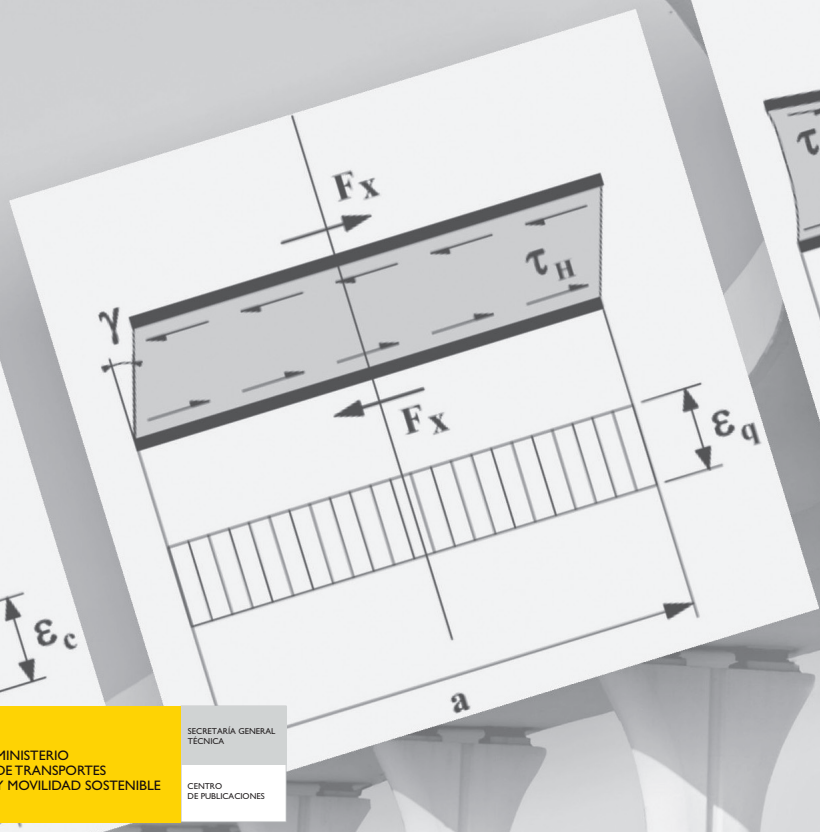 Fx
τ
τH
γ
Fx
εq
εc
a
MINISTERIO
DE TRANSPORTES
Y MOVILIDAD SOSTENIBLE
SECRETARÍA GENERAL
TÉCNICA
CENTRO
DE PUBLICACIONES